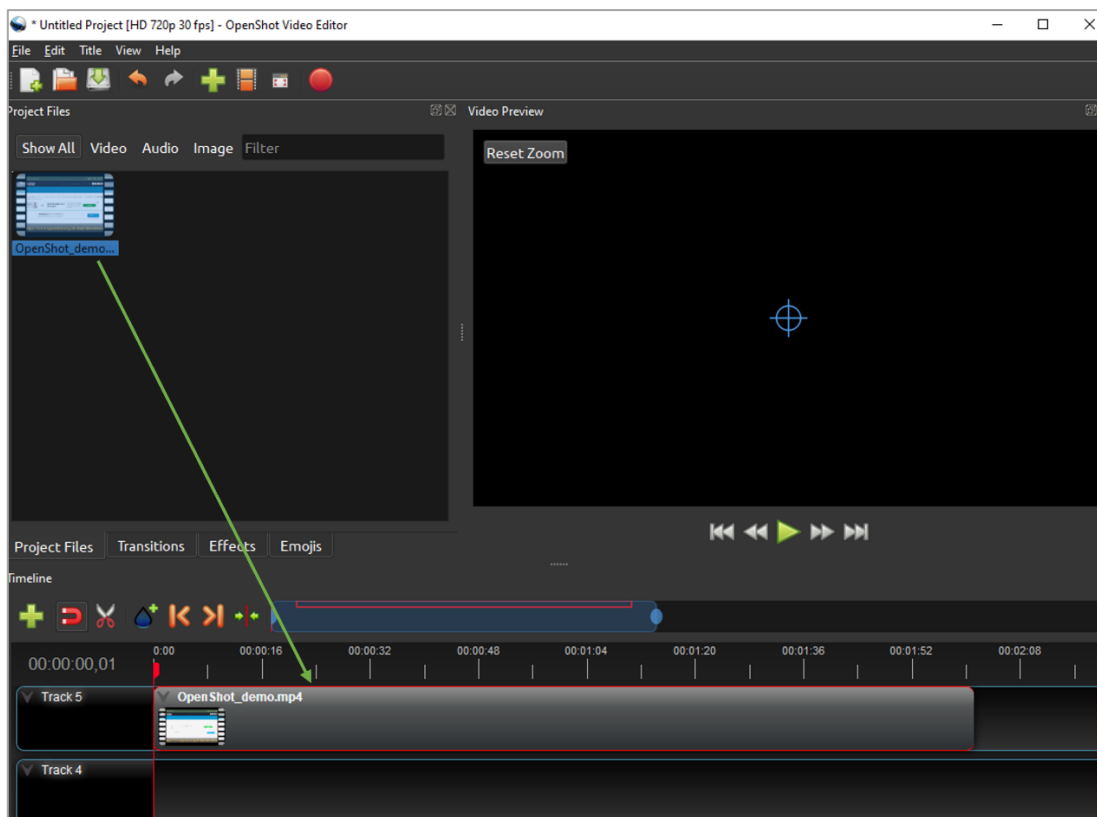 * Untitled Project [HD 720p 30 fps] - OpenShot Video Editor
File Edit Title View Help
Project Files
Video Preview
Show All Video Audio Image Filter
Reset Zoom
OpenShot_demo...
Project Files Transitions Effects Emojis
Timeline
00:00:00,01
0:00 00:00:16 00:00:32 00:00:48 00:01:04 00:01:20 00:01:36 00:01:52 00:02:08
Track 5
OpenShot_demo.mp4
Track 4